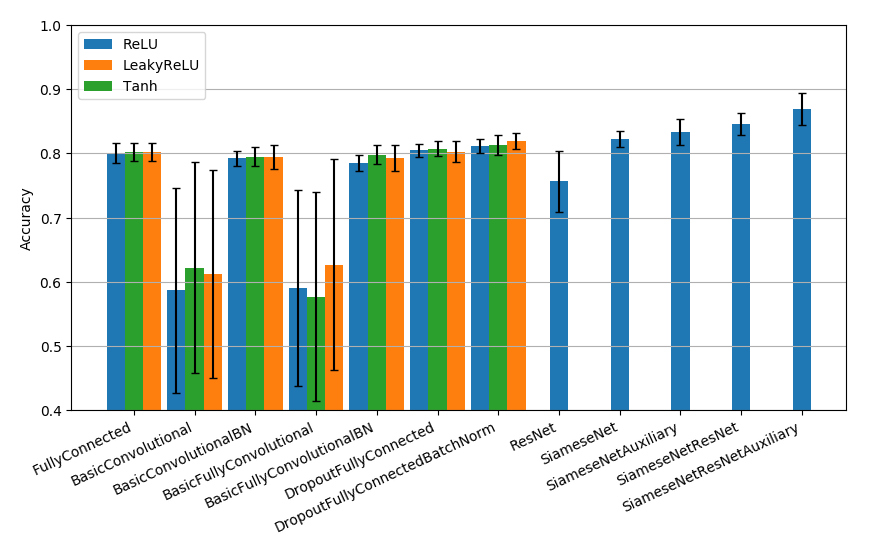 1.0
0.9
0.8
0.7
0.6
0.5
0.4
Accuracy
ReLU
LeakyReLU
Tanh
FullyConnected
BasicConvolutional
BasicConvolutionalBN
BasicFullyConvolutional
BasicFullyConvolutionalBN
DropoutFullyConnected
DropoutFullyConnectedBatchNorm
ResNet
SiameseNet
SiameseNetAuxiliary
SiameseNetResNet
SiameseNetResNetAuxiliary